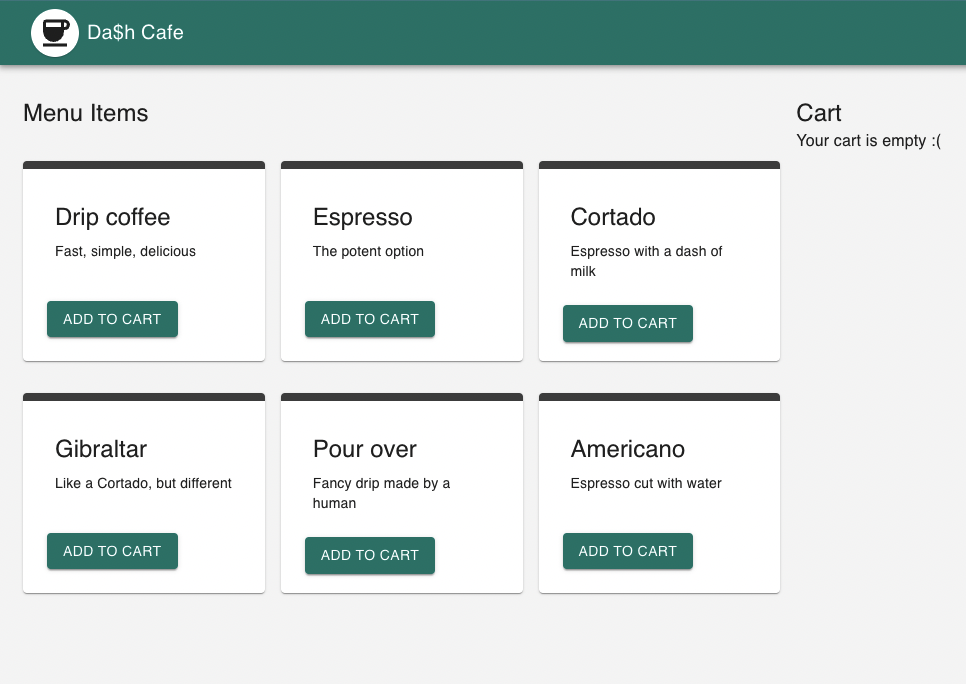 Da$h Cafe
Menu Items
Cart
Your cart is empty :(
Drip coffee
Fast, simple, delicious
ADD TO CART
Espresso
The potent option
ADD TO CART
Cortado
Espresso with a dash of
milk
ADD TO CART
Gibraltar
Like a Cortado, but different
ADD TO CART
Pour over
Fancy drip made by a
human
ADD TO CART
Americano
Espresso cut with water
ADD TO CART